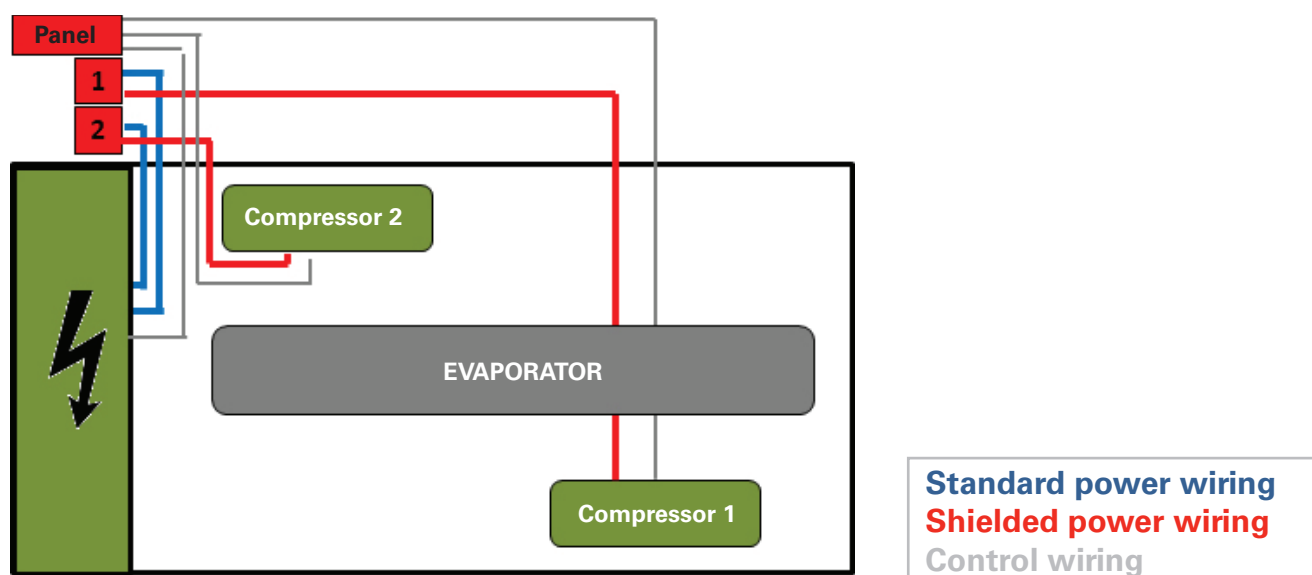 Panel
1
2
Compressor 2
EVAPORATOR
Compressor 1
Standard power wiring
Shielded power wiring
Control wiring